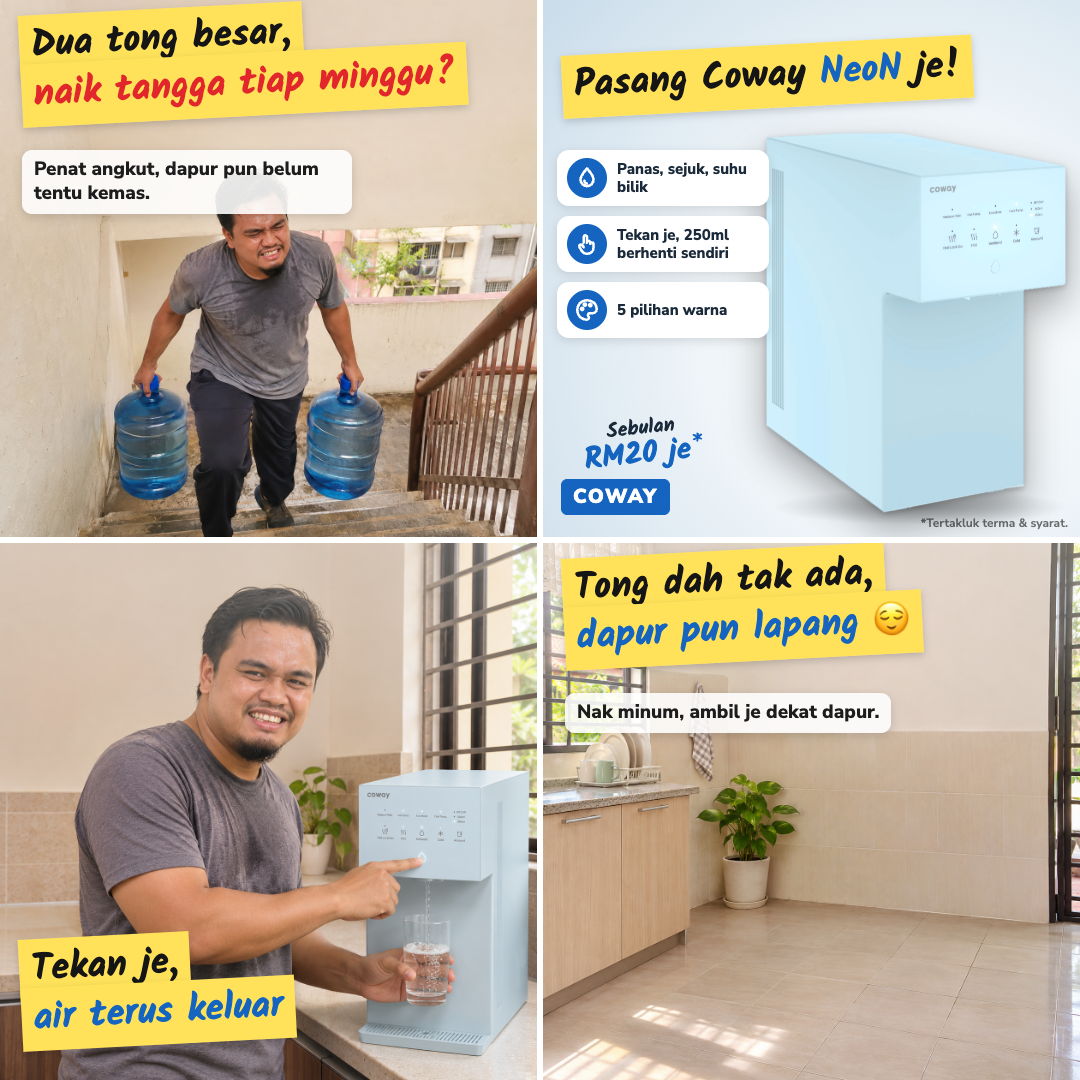 Dua tong besar,
naik tangga tiap minggu?
Penat angkut, dapur pun belum
tentu kemas.
Pasang Coway NeoN je!
Panas, sejuk, suhu
bilik
Tekan je, 250ml
berhenti sendiri
5 pilihan warna
coway
Sebulan
RM20 je*
COWAY
*Tertakluk terma & syarat.
coway
Tekan je,
air terus keluar
Tong dah tak ada,
dapur pun lapang 😌
Nak minum, ambil je dekat dapur.